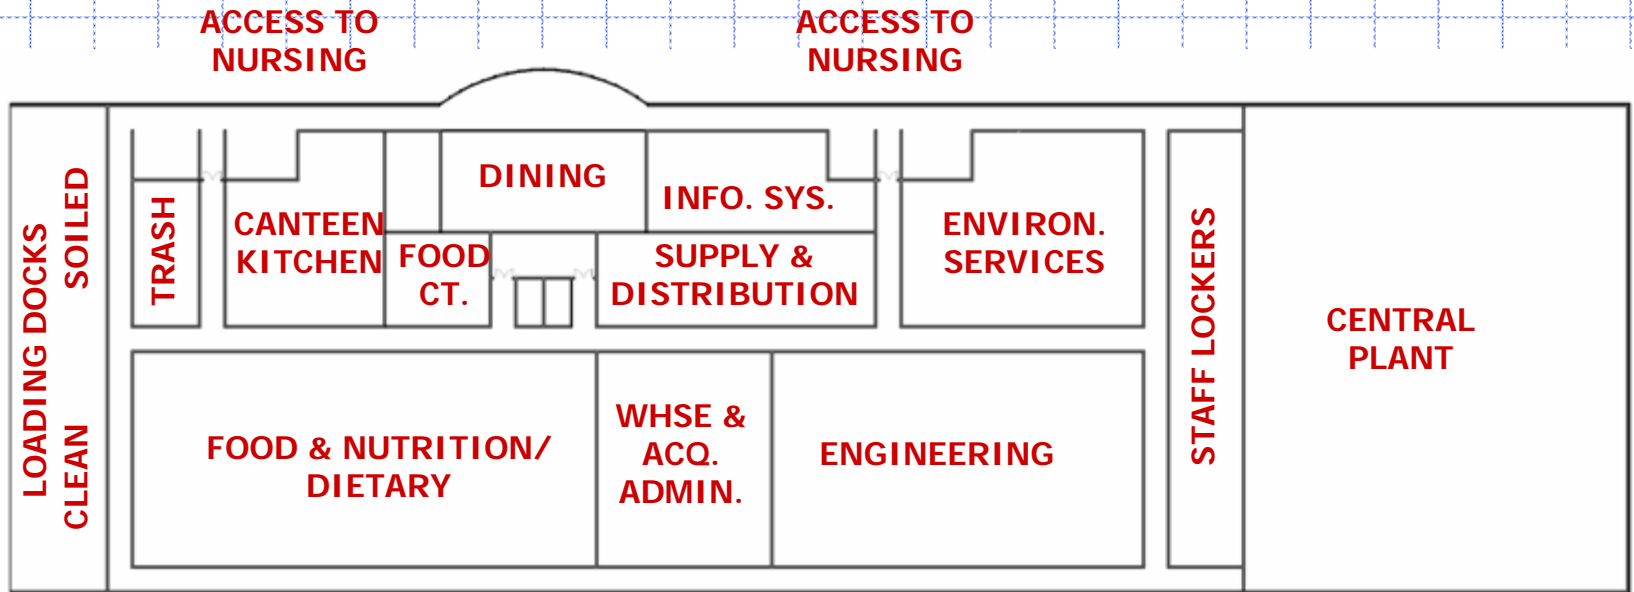 ACCESS TO
NURSING
ACCESS TO
NURSING
LOADING DOCKS
SOILED
CLEAN
TRASH
CANTEEN
KITCHEN
FOOD
CT.
DINING
INFO. SYS.
SUPPLY &
DISTRIBUTION
ENVIRON.
SERVICES
STAFF LOCKERS
CENTRAL
PLANT
FOOD & NUTRITION/
DIETARY
WHSE &
ACQ.
ADMIN.
ENGINEERING